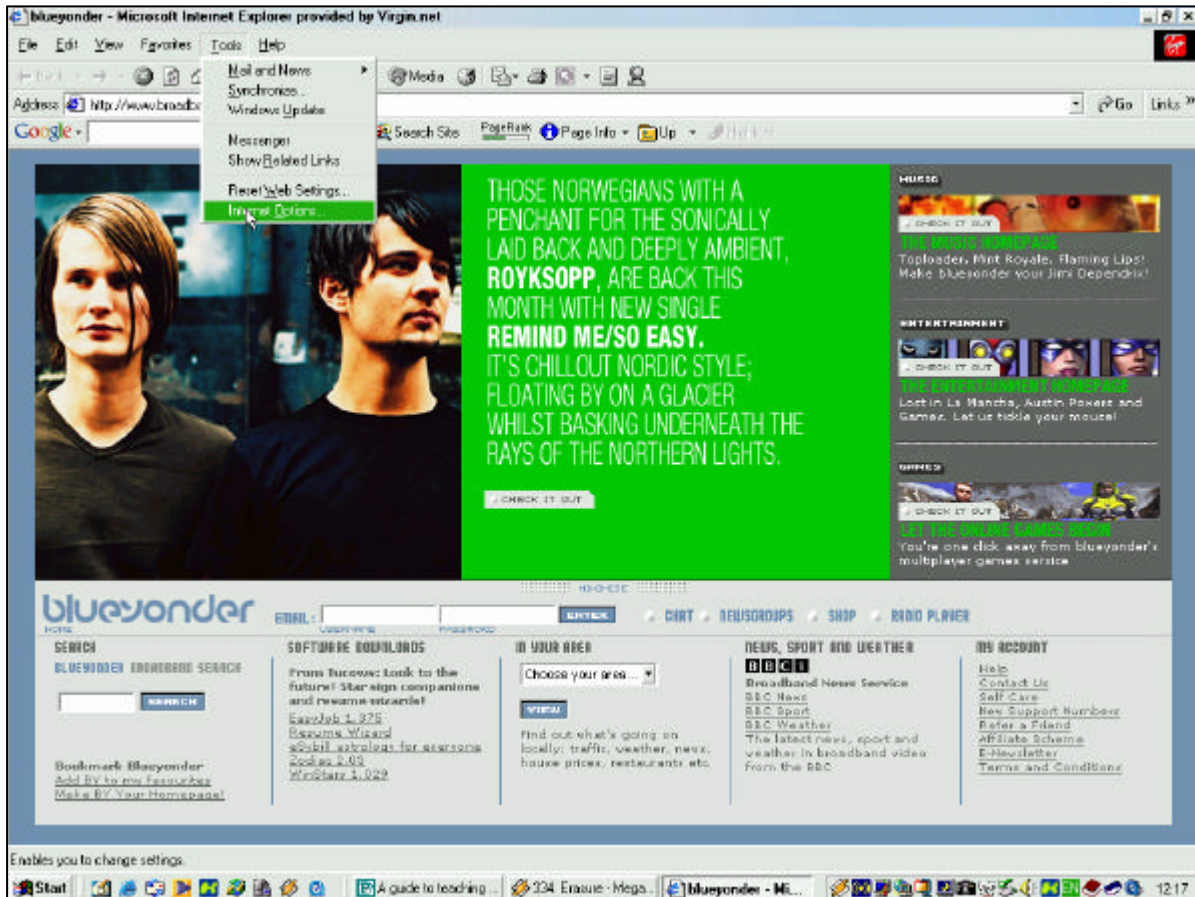 blueyonder - Microsoft Internet Explorer provided by Virgin.net
File Edit View Favorites Tools Help
Back Media
Address http://www.broadb Go Links »
Google Search Site PageRank Page Info Up
Mail and News
Synchronize...
Windows Update
Messenger
Show Related Links
Reset Web Settings...
Internet Options...
THOSE NORWEGIANS WITH A
PENCHANT FOR THE SONICALLY
LAID BACK AND DEEPLY AMBIENT,
ROYKSOPP, ARE BACK THIS
MONTH WITH NEW SINGLE
REMIND ME/SO EASY.
IT'S CHILLOUT NORDIC STYLE;
FLOATING BY ON A GLACIER
WHILST BASKING UNDERNEATH THE
RAYS OF THE NORTHERN LIGHTS.
CHECK IT OUT
MUSIC
CHECK IT OUT
THE MUSIC HOMEPAGE
Toploader, Mint Royale, Flaming Lips!
Make blueyonder your Jimi Dependrix!
ENTERTAINMENT
CHECK IT OUT
THE ENTERTAINMENT HOMEPAGE
Lost in La Mancha, Austin Powers and
Games. Let us tickle your mouse!
GAMES
CHECK IT OUT
LET THE ONLINE GAMES BEGIN
You're one click away from blueyonder's
multiplayer games service
blueyonder
HOME
EMAIL: USERNAME PASSWORD ENTER CHAT NEWSGROUPS SHOP RADIO PLAYER
SEARCH
BLUEYONDER BROADBAND SEARCH
SEARCH
Bookmark Blueyonder
Add BY to my Favourites
Make BY Your Homepage!
SOFTWARE DOWNLOADS
From Tucows: Look to the
future! Star sign companions
and resume wizards!
EasyJob 1.375
Resume Wizard
eSybill astrology for everyone
Zodiac 2.09
WinStars 1.029
IN YOUR AREA
Choose your area...
VIEW
Find out what's going on
locally: traffic, weather, news,
house prices, restaurants etc.
NEWS, SPORT AND WEATHER
BBCi
Broadband News Service
BBC News
BBC Sport
BBC Weather
The latest news, sport and
weather in broadband video
from the BBC
MY ACCOUNT
Help
Contact Us
Self Care
New Support Numbers
Refer a Friend
Affiliate Scheme
E-Newsletter
Terms and Conditions
Enables you to change settings.
Start A guide to teaching ... 334. Erasure - Mega... blueyonder - Mi... EN 12:17